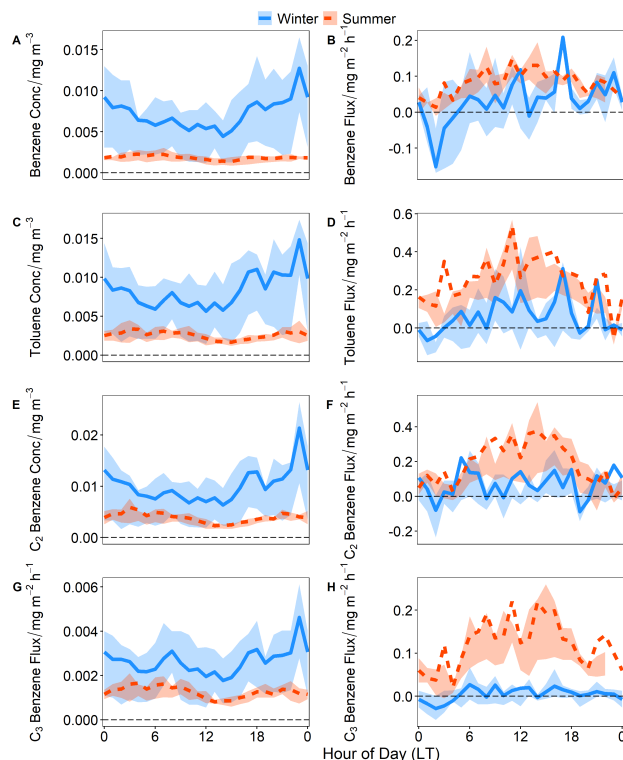 Winter Summer
A
Benzene Conc/mg m⁻³
0.015
0.010
0.005
0.000
B
Benzene Flux/mg m⁻² h⁻¹
0.2
0.1
0.0
-0.1
C
Toluene Conc/mg m⁻³
0.015
0.010
0.005
0.000
D
Toluene Flux/mg m⁻² h⁻¹
0.6
0.4
0.2
0.0
E
C₂ Benzene Conc/mg m⁻³
0.02
0.01
0.00
F
C₂ Benzene Flux/mg m⁻² h⁻¹
0.4
0.2
0.0
-0.2
G
C₃ Benzene Flux/mg m⁻² h⁻¹
0.006
0.004
0.002
0.000
0 6 12 18 0
H
C₃ Benzene Flux/mg m⁻² h⁻¹
0.2
0.1
0.0
0 6 12 18 0
Hour of Day (LT)